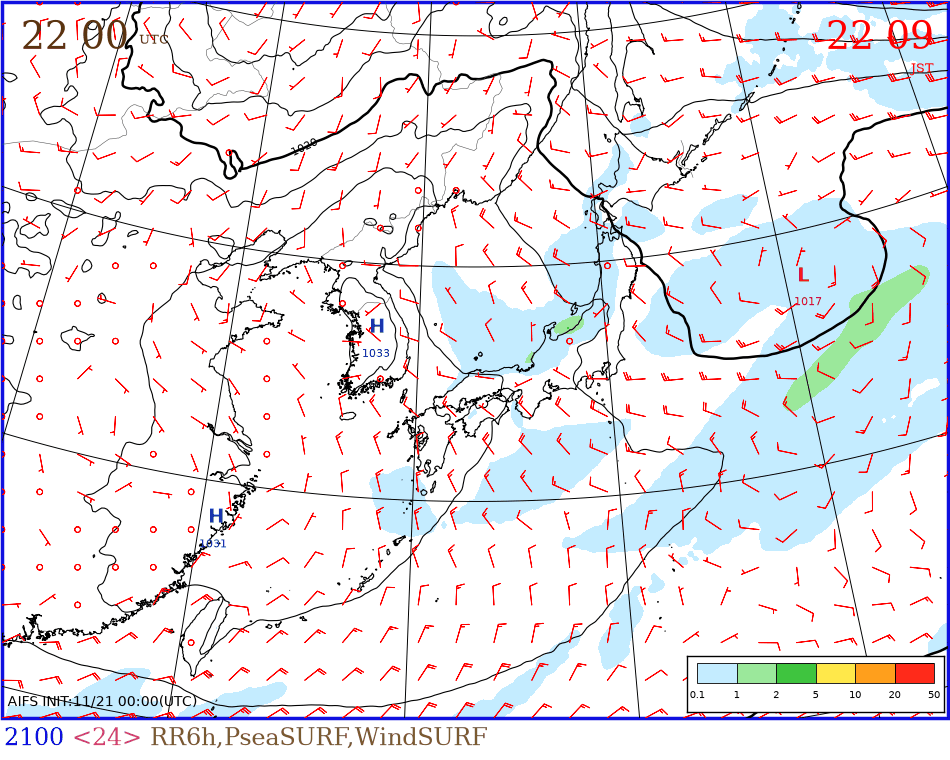 22 00 UTC
22 09
JST
1020
L
1017
H
1033
H
1031
AIFS INIT:11/21 00:00(UTC)
0.1 1 2 5 10 20 50
2100 <24> RR6h,PseaSURF,WindSURF